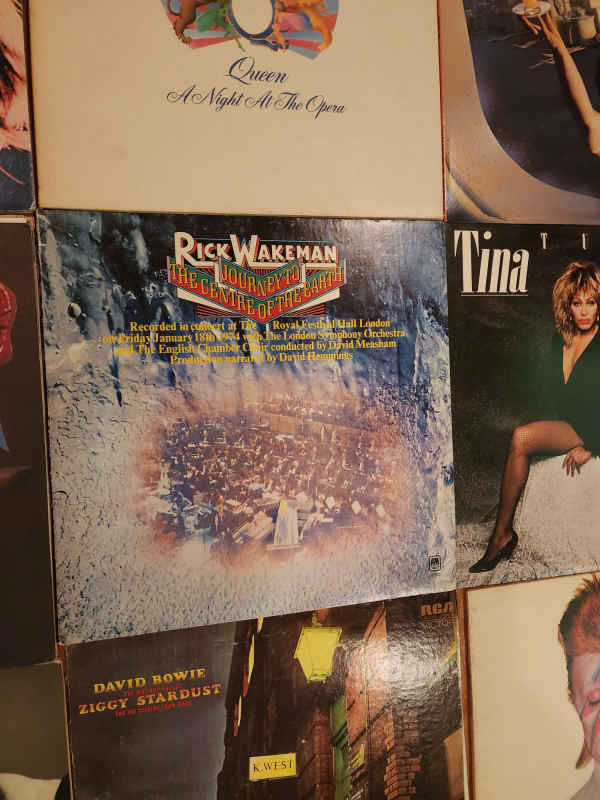 Queen
A Night At The Opera
RICK WAKEMAN
JOURNEY TO
THE CENTRE OF THE EARTH
Recorded in concert at The Royal Festival Hall London
on Friday January 18th 1974 with The London Symphony Orchestra
and The English Chamber Choir conducted by David Measham
Production narrated by David Hemmings
Tina TU
DAVID BOWIE
ZIGGY STARDUST
K.WEST
RCA